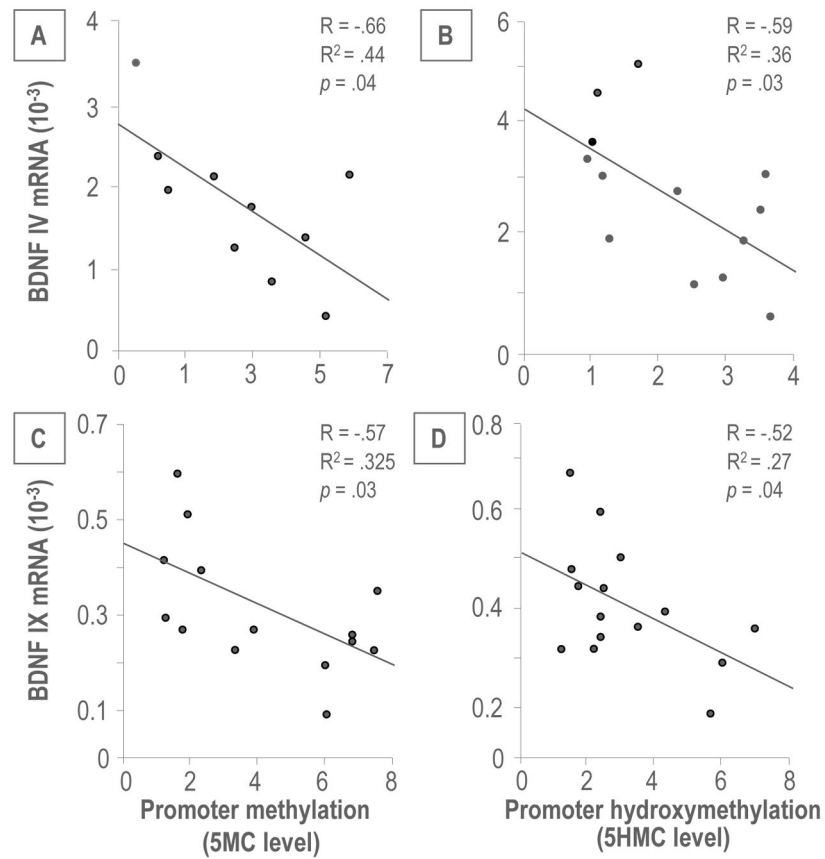 A
R = -.66
R² = .44
p = .04
BDNF IV mRNA (10⁻³)
4
3
2
1
0
0 1 3 5 7
B
R = -.59
R² = .36
p = .03
6
4
2
0
0 1 2 3 4
C
R = -.57
R² = .325
p = .03
BDNF IX mRNA (10⁻³)
0.7
0.5
0.3
0.1
0
0 2 4 6 8
Promoter methylation
(5MC level)
D
R = -.52
R² = .27
p = .04
0.8
0.6
0.4
0.2
0
0 2 4 6 8
Promoter hydroxymethylation
(5HMC level)